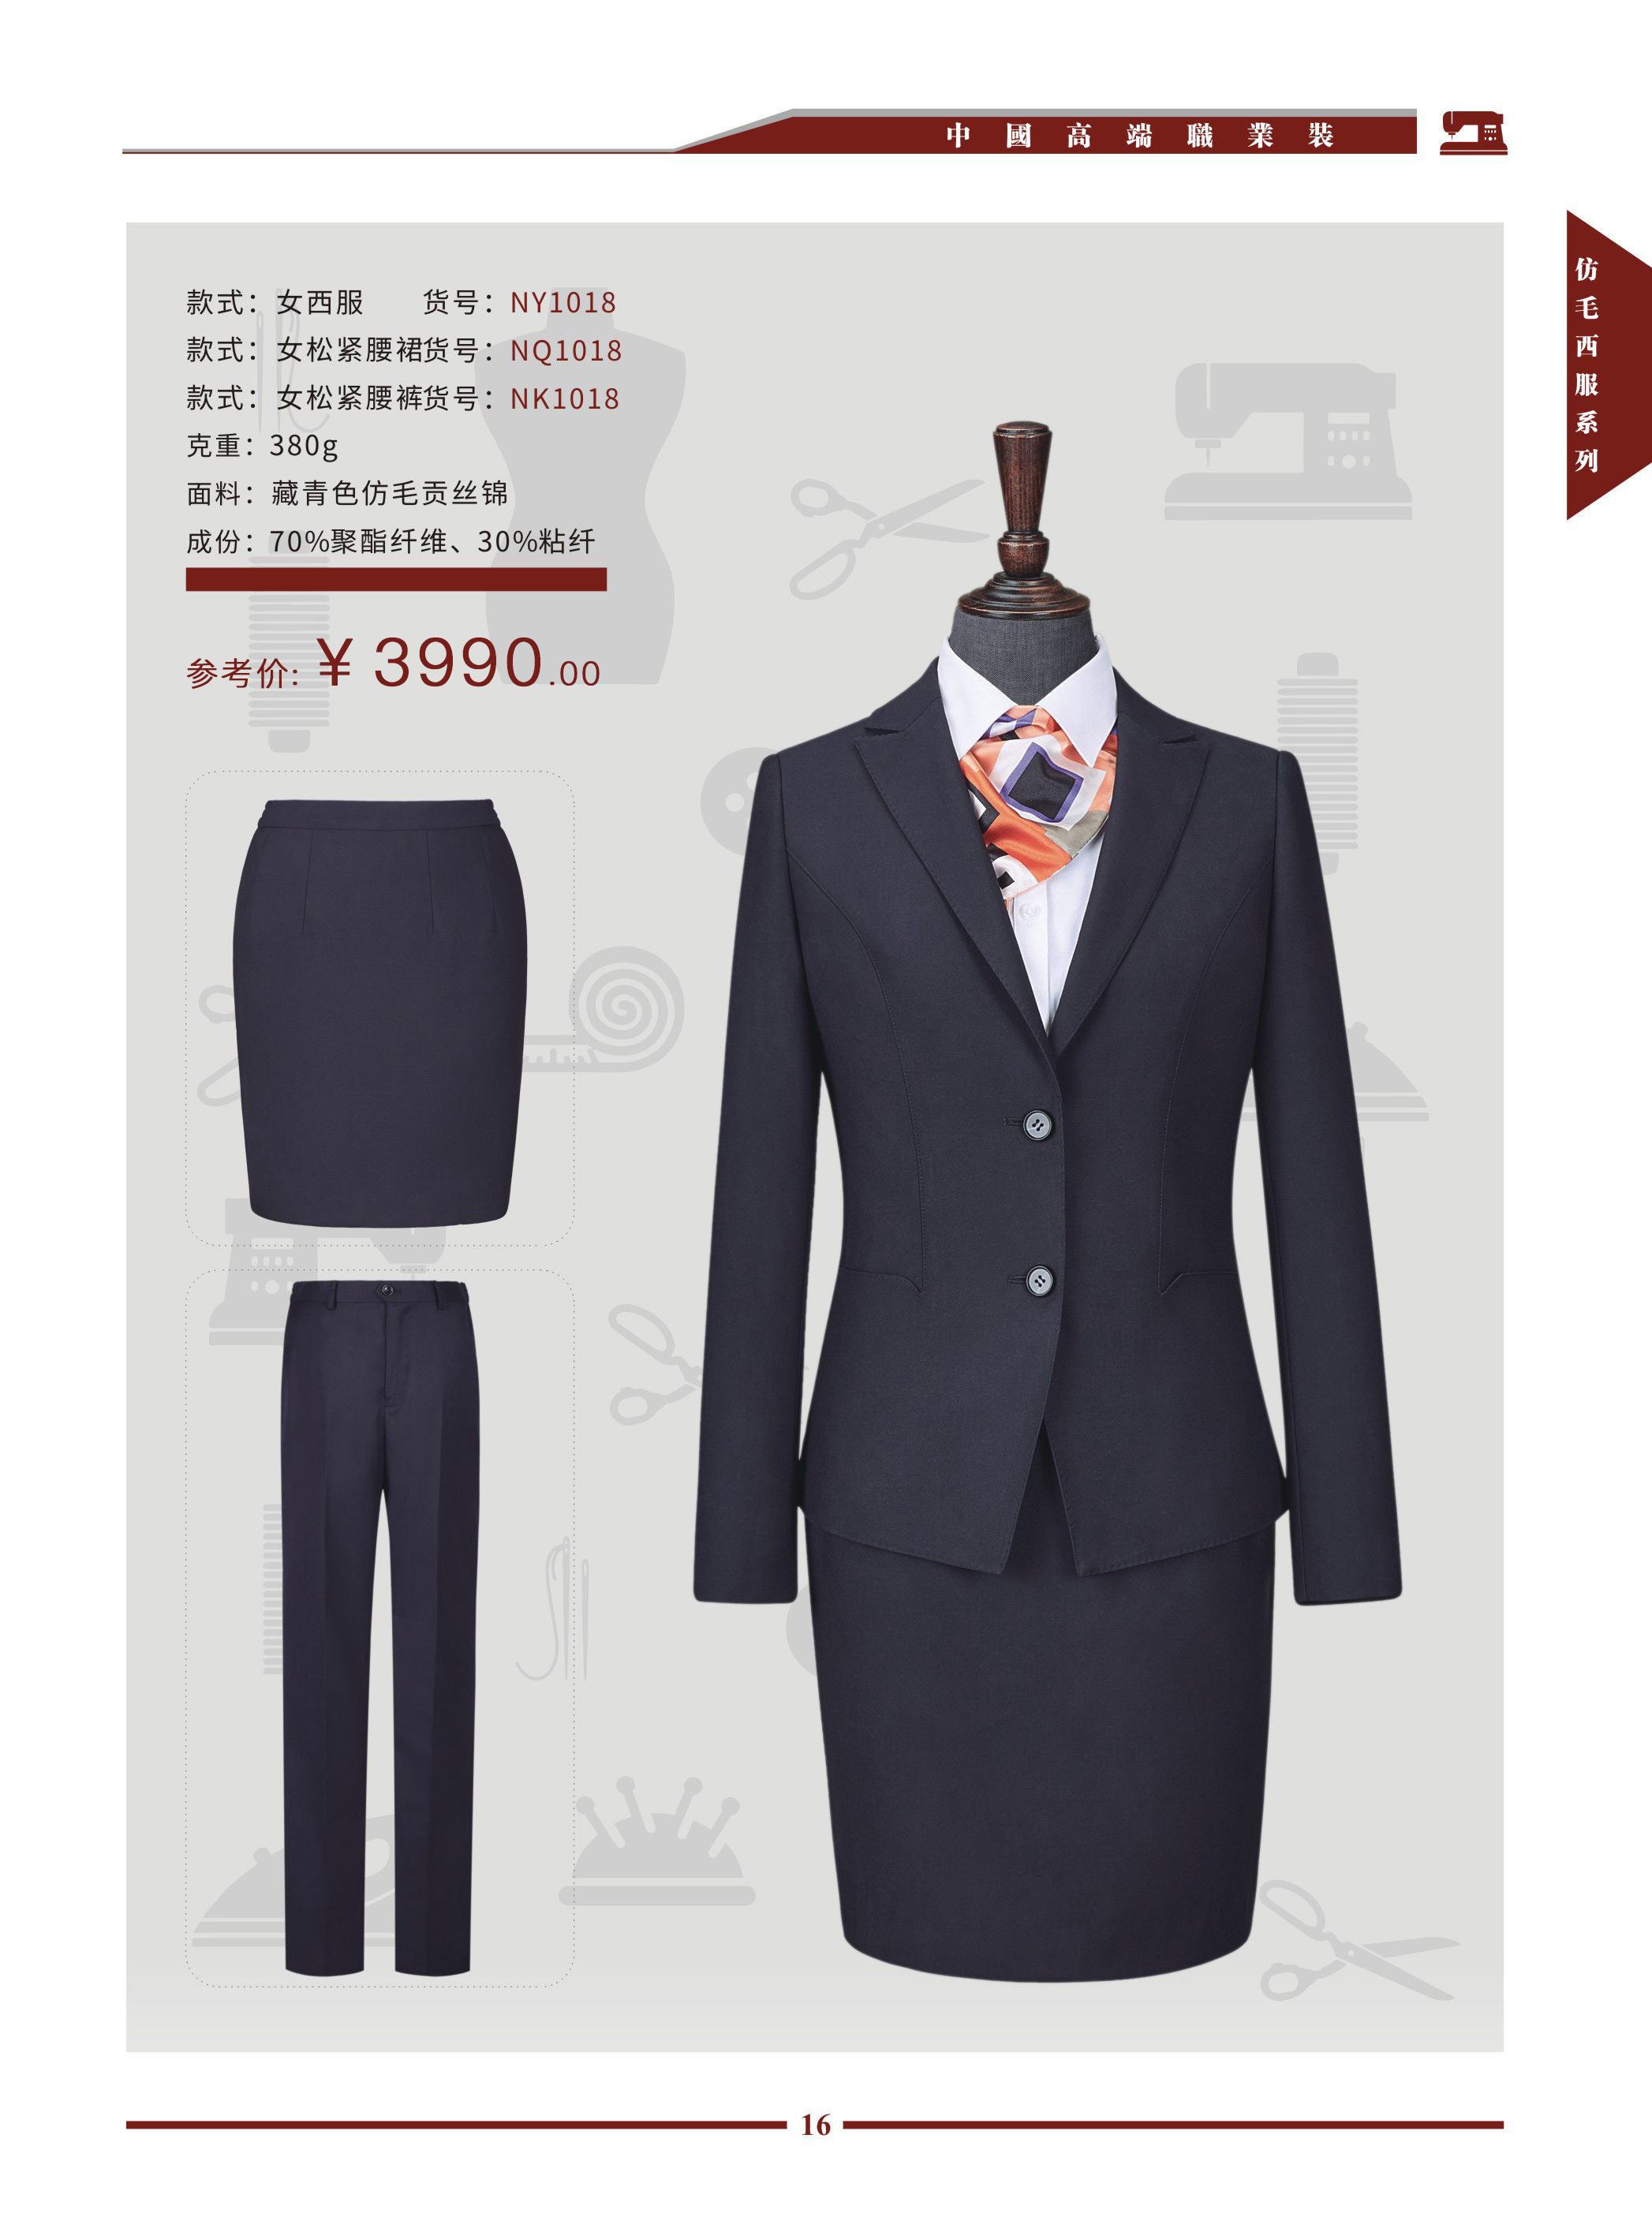 中國高端職業裝
仿毛西服系列
款式：女西服 货号：NY1018
款式：女松紧腰裙货号：NQ1018
款式：女松紧腰裤货号：NK1018
克重：380g
面料：藏青色仿毛贡丝锦
成份：70%聚酯纤维、30%粘纤
参考价:￥3990.00
16